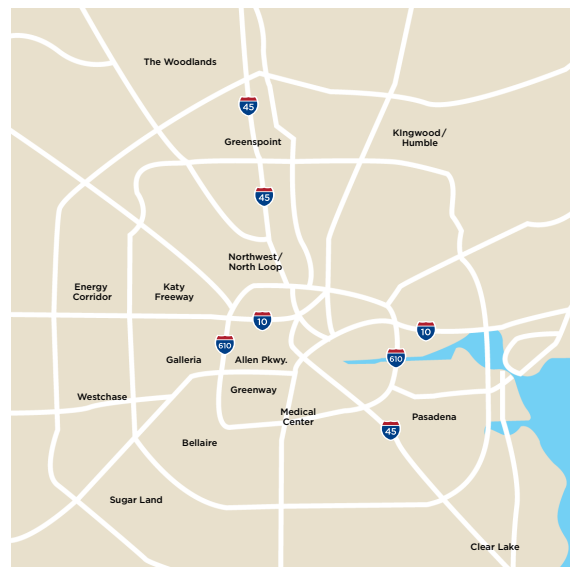 The Woodlands
45
Greenspoint
KIngwood/
Humble
45
Northwest/
North Loop
Energy
Corridor
Katy
Freeway
10
10
610
610
Galleria
Allen Pkwy.
Greenway
Westchase
Medical
Center
Pasadena
45
Bellaire
Sugar Land
Clear Lake